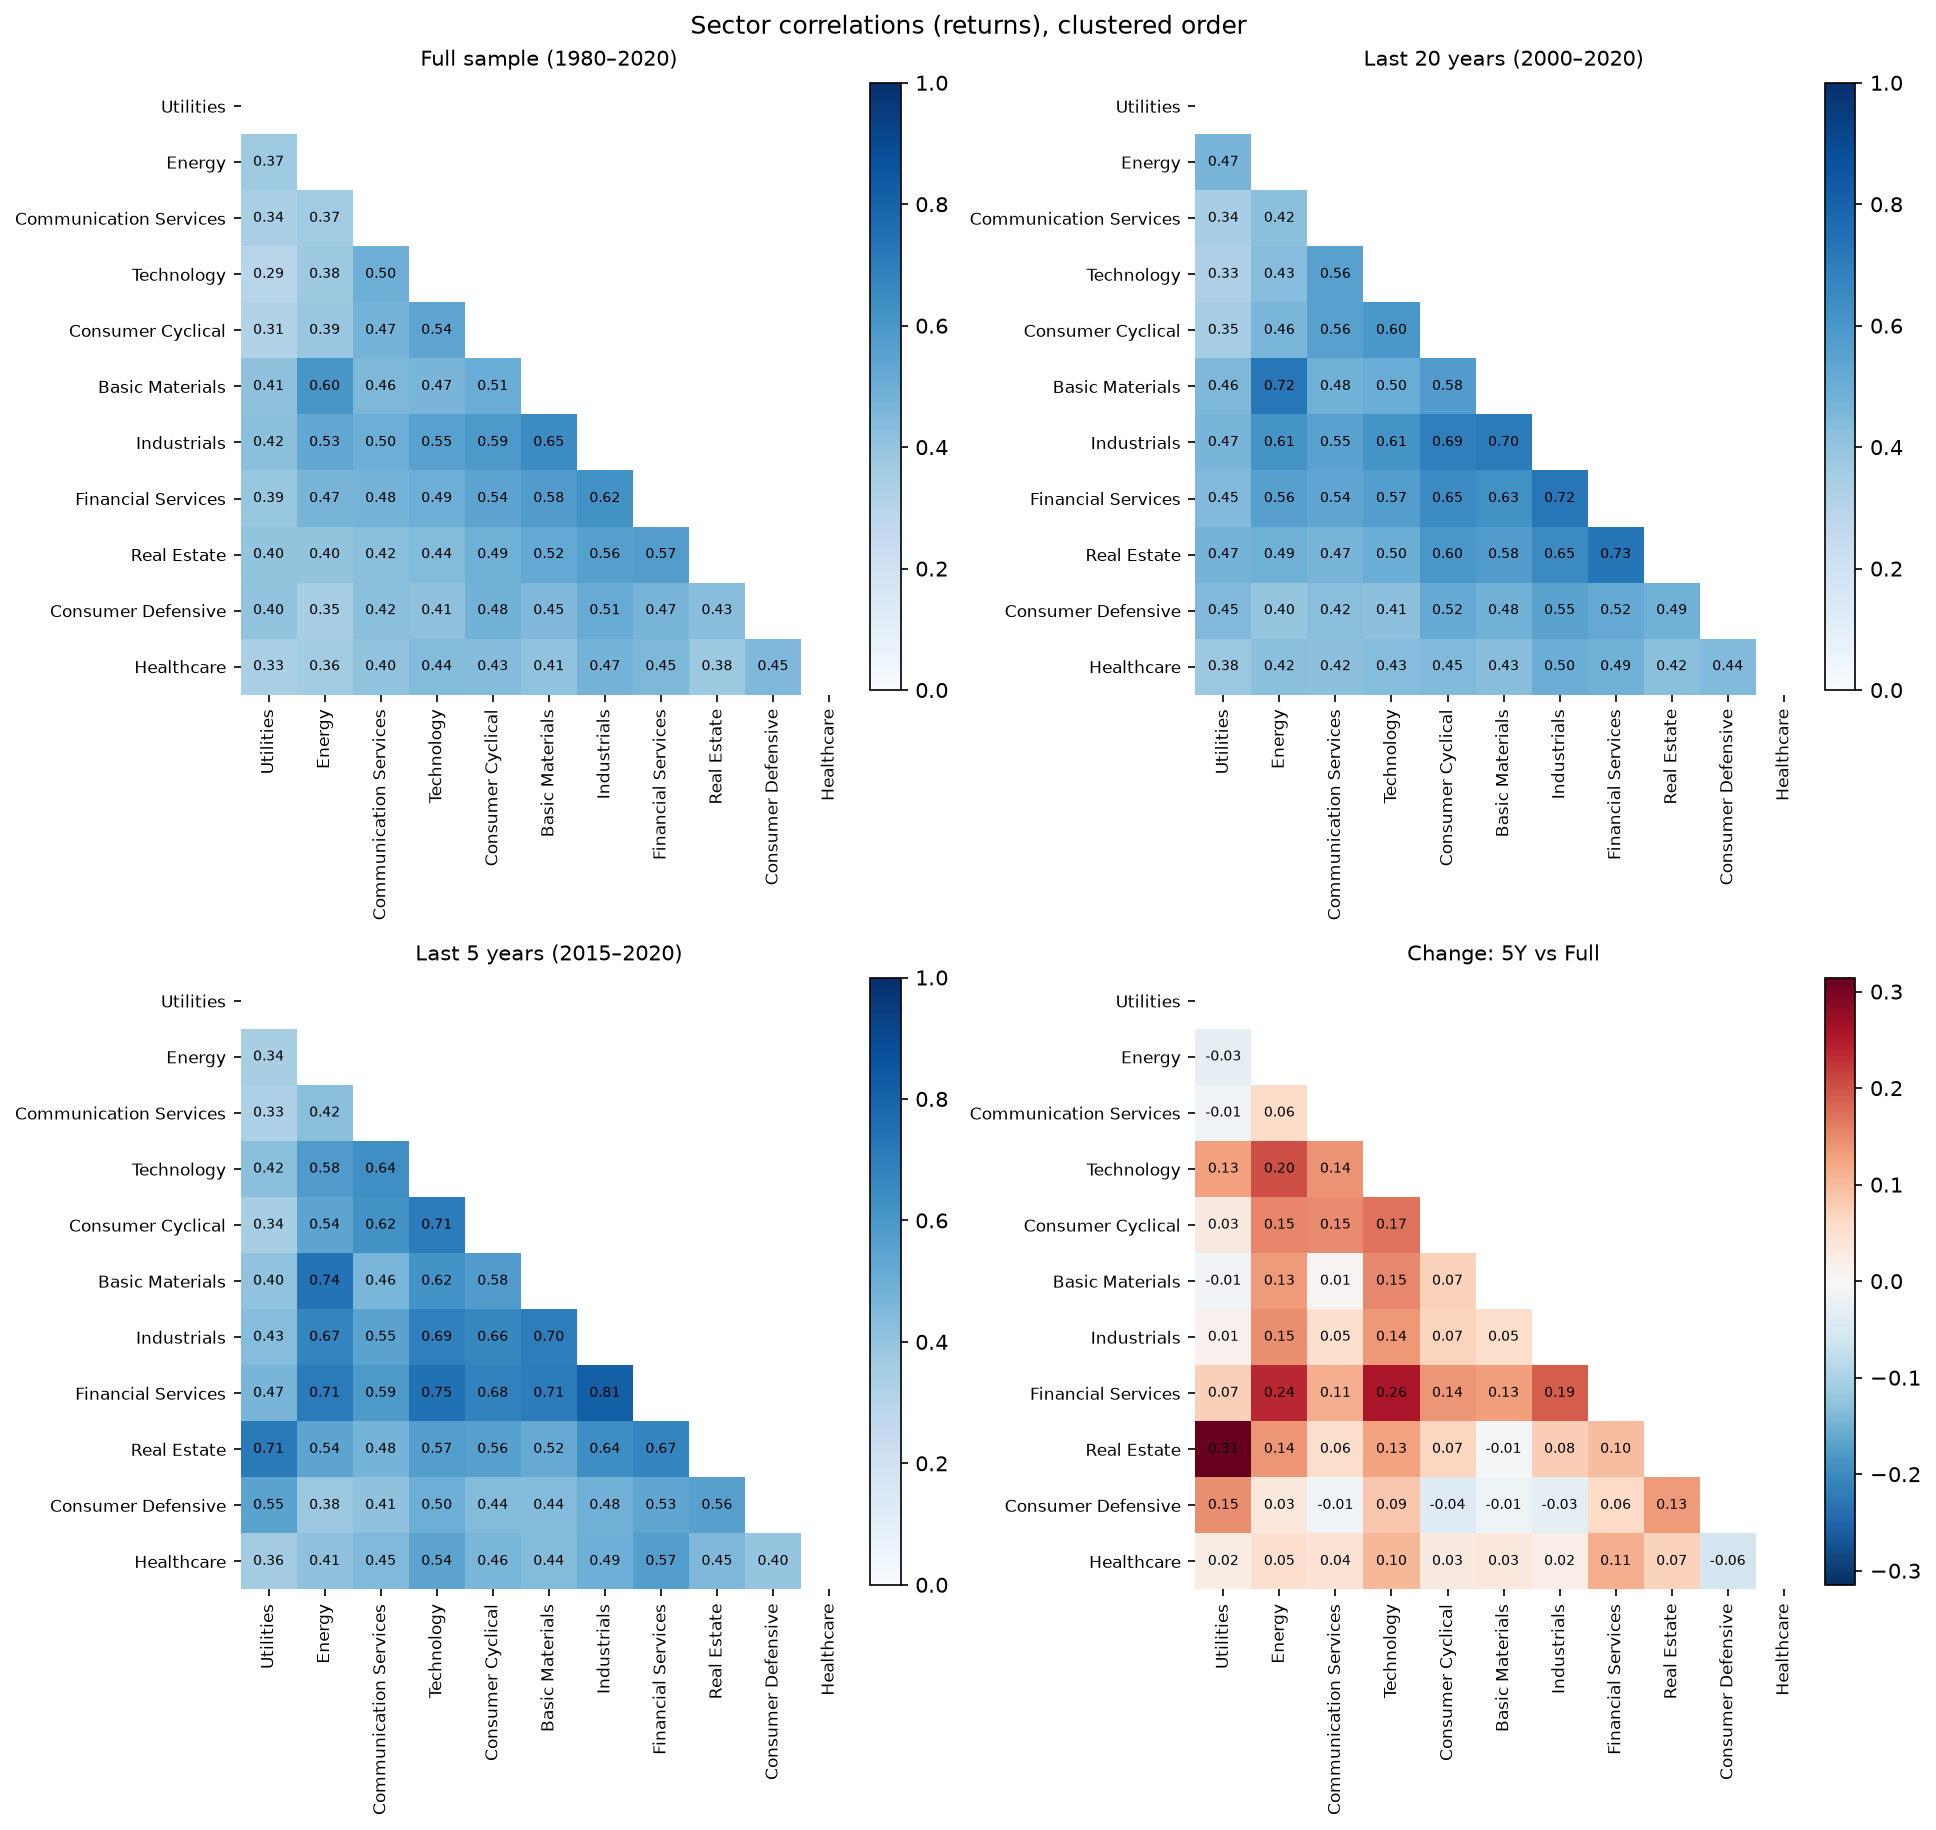 Sector correlations (returns), clustered order
Full sample (1980–2020)
1.0
Utilities
Energy 0.37
Communication Services 0.34 0.37
0.8
Technology 0.29 0.38 0.50
Consumer Cyclical 0.31 0.39 0.47 0.54
0.6
Basic Materials 0.41 0.60 0.46 0.47 0.51
Industrials 0.42 0.53 0.50 0.55 0.59 0.65
0.4
Financial Services 0.39 0.47 0.48 0.49 0.54 0.58 0.62
Real Estate 0.40 0.40 0.42 0.44 0.49 0.52 0.56 0.57
0.2
Consumer Defensive 0.40 0.35 0.42 0.41 0.48 0.45 0.51 0.47 0.43
Healthcare 0.33 0.36 0.40 0.44 0.43 0.41 0.47 0.45 0.38 0.45
0.0
Utilities
Energy
Communication Services
Technology
Consumer Cyclical
Basic Materials
Industrials
Financial Services
Real Estate
Consumer Defensive
Healthcare
Last 20 years (2000–2020)
1.0
Utilities
Energy 0.47
Communication Services 0.34 0.42
0.8
Technology 0.33 0.43 0.56
Consumer Cyclical 0.35 0.46 0.56 0.60
0.6
Basic Materials 0.46 0.72 0.48 0.50 0.58
Industrials 0.47 0.61 0.55 0.61 0.69 0.70
0.4
Financial Services 0.45 0.56 0.54 0.57 0.65 0.63 0.72
Real Estate 0.47 0.49 0.47 0.50 0.60 0.58 0.65 0.73
0.2
Consumer Defensive 0.45 0.40 0.42 0.41 0.52 0.48 0.55 0.52 0.49
Healthcare 0.38 0.42 0.42 0.43 0.45 0.43 0.50 0.49 0.42 0.44
0.0
Utilities
Energy
Communication Services
Technology
Consumer Cyclical
Basic Materials
Industrials
Financial Services
Real Estate
Consumer Defensive
Healthcare
Last 5 years (2015–2020)
1.0
Utilities
Energy 0.34
Communication Services 0.33 0.42
0.8
Technology 0.42 0.58 0.64
Consumer Cyclical 0.34 0.54 0.62 0.71
0.6
Basic Materials 0.40 0.74 0.46 0.62 0.58
Industrials 0.43 0.67 0.55 0.69 0.66 0.70
0.4
Financial Services 0.47 0.71 0.59 0.75 0.68 0.71 0.81
Real Estate 0.71 0.54 0.48 0.57 0.56 0.52 0.64 0.67
0.2
Consumer Defensive 0.55 0.38 0.41 0.50 0.44 0.44 0.48 0.53 0.56
Healthcare 0.36 0.41 0.45 0.54 0.46 0.44 0.49 0.57 0.45 0.40
0.0
Utilities
Energy
Communication Services
Technology
Consumer Cyclical
Basic Materials
Industrials
Financial Services
Real Estate
Consumer Defensive
Healthcare
Change: 5Y vs Full
0.3
Utilities
Energy -0.03
0.2
Communication Services -0.01 0.06
Technology 0.13 0.20 0.14
0.1
Consumer Cyclical 0.03 0.15 0.15 0.17
Basic Materials -0.01 0.13 0.01 0.15 0.07
0.0
Industrials 0.01 0.15 0.05 0.14 0.07 0.05
−0.1
Financial Services 0.07 0.24 0.11 0.26 0.14 0.13 0.19
Real Estate 0.31 0.14 0.06 0.13 0.07 -0.01 0.08 0.10
−0.2
Consumer Defensive 0.15 0.03 -0.01 0.09 -0.04 -0.01 -0.03 0.06 0.13
Healthcare 0.02 0.05 0.04 0.10 0.03 0.03 0.02 0.11 0.07 -0.06
−0.3
Utilities
Energy
Communication Services
Technology
Consumer Cyclical
Basic Materials
Industrials
Financial Services
Real Estate
Consumer Defensive
Healthcare